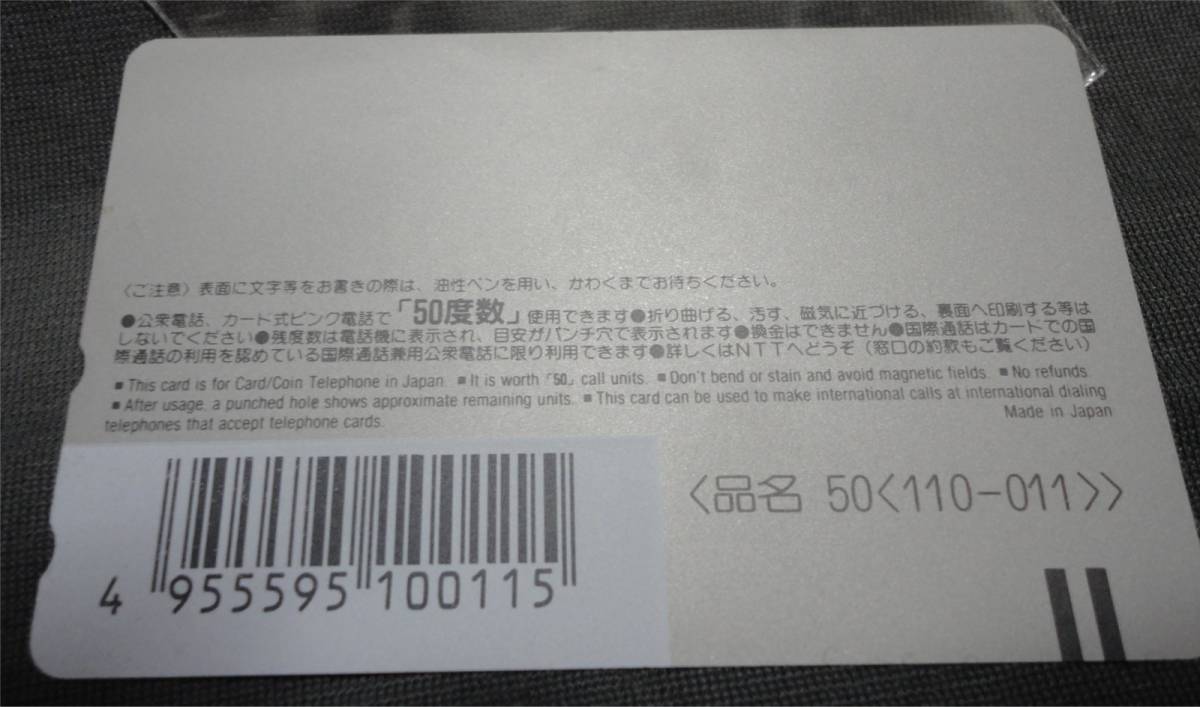 〈ご注意〉表面に文字等をお書きの際は、油性ペンを用い、かわくまでお待ちください。
●公衆電話、カード式ピンク電話で「50度数」使用できます●折り曲げる、汚す、磁気に近づける、裏面へ印刷する等は
しないでください●残度数は電話機に表示され、目安がパンチ穴で表示されます●換金はできません●国際通話はカードでの国
際通話の利用を認めている国際通話兼用公衆電話に限り利用できます●詳しくはNTTへどうぞ(窓口の約款もご覧ください)
■This card is for Card/Coin Telephone in Japan. ■It is worth「50」call units. ■Don't bend or stain and avoid magnetic fields. ■No refunds.
■After usage, a punched hole shows approximate remaining units. ■This card can be used to make international calls at international dialing
telephones that accept telephone cards.
Made in Japan
〈品名 50〈110-011〉〉
4 955595 100115